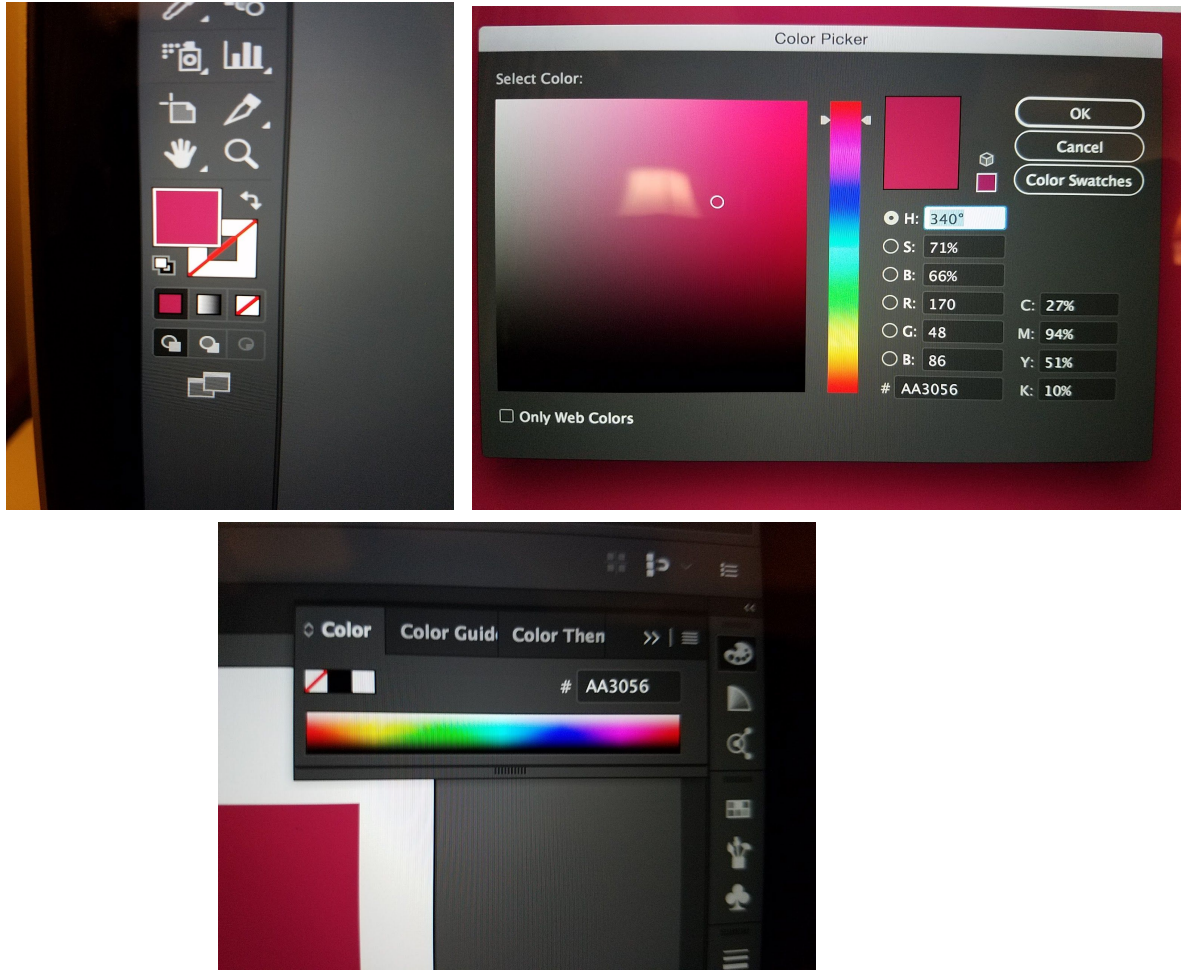 Color Picker
Select Color:
OK
Cancel
Color Swatches
H: 340°
S: 71%
B: 66%
R: 170
G: 48
B: 86
# AA3056
C: 27%
M: 94%
Y: 51%
K: 10%
Only Web Colors
Color
Color Guid
Color Then
# AA3056